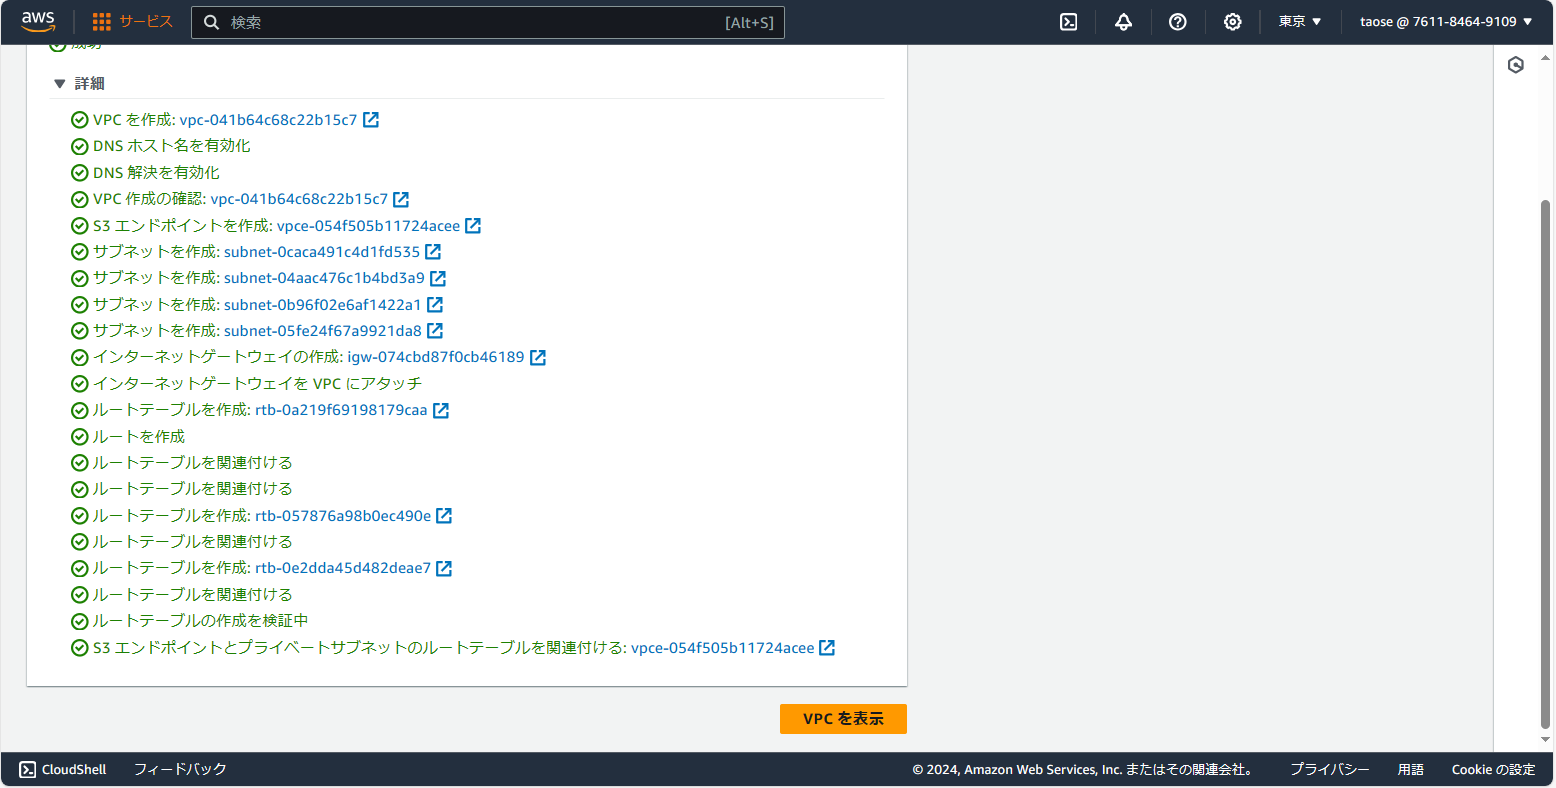 aws サービス 検索 [Alt+S] 東京 ▼ taose @ 7611-8464-9109 ▼
成功
▼ 詳細
VPC を作成: vpc-041b64c68c22b15c7
DNS ホスト名を有効化
DNS 解決を有効化
VPC 作成の確認: vpc-041b64c68c22b15c7
S3 エンドポイントを作成: vpce-054f505b11724acee
サブネットを作成: subnet-0caca491c4d1fd535
サブネットを作成: subnet-04aac476c1b4bd3a9
サブネットを作成: subnet-0b96f02e6af1422a1
サブネットを作成: subnet-05fe24f67a9921da8
インターネットゲートウェイの作成: igw-074cbd87f0cb46189
インターネットゲートウェイを VPC にアタッチ
ルートテーブルを作成: rtb-0a219f69198179caa
ルートを作成
ルートテーブルを関連付ける
ルートテーブルを関連付ける
ルートテーブルを作成: rtb-057876a98b0ec490e
ルートテーブルを関連付ける
ルートテーブルを作成: rtb-0e2dda45d482deae7
ルートテーブルを関連付ける
ルートテーブルの作成を検証中
S3 エンドポイントとプライベートサブネットのルートテーブルを関連付ける: vpce-054f505b11724acee
VPC を表示
CloudShell フィードバック © 2024, Amazon Web Services, Inc. またはその関連会社。 プライバシー 用語 Cookie の設定